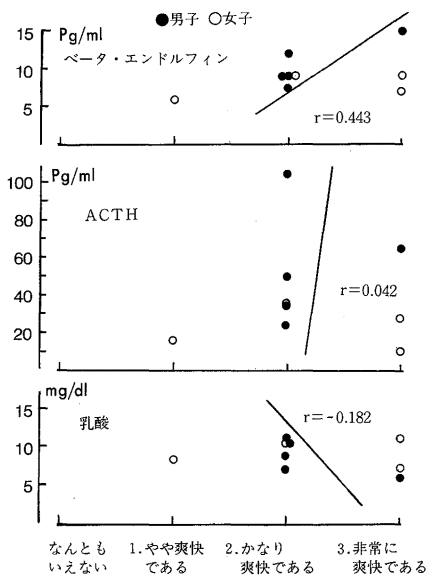 ●男子 ○女子
Pg/ml
ベータ・エンドルフィン
15
10
5
r=0.443
Pg/ml
ACTH
100
80
60
40
20
r=0.042
mg/dl
乳酸
15
10
5
r=-0.182
なんとも
いえない
1.やや爽快
である
2.かなり
爽快である
3.非常に
爽快である